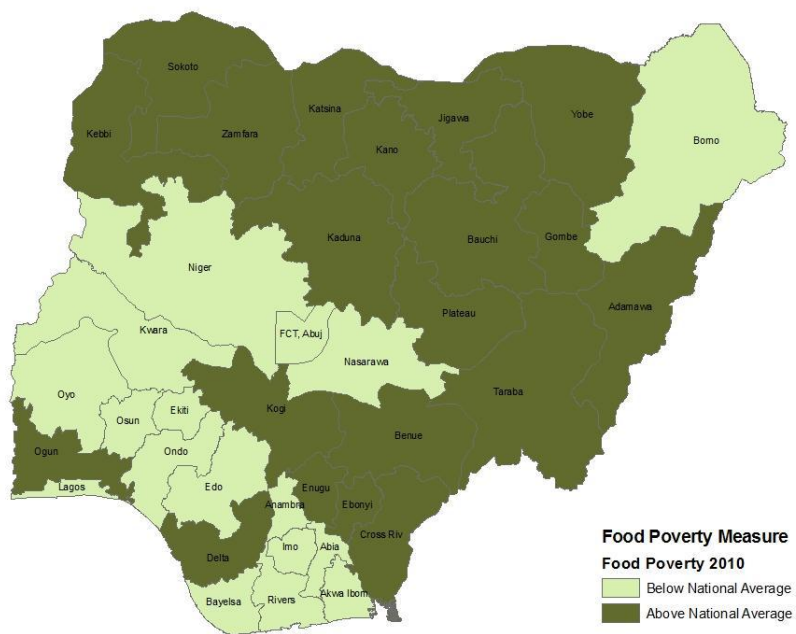 Sokoto
Katsina
Jigawa
Yobe
Kebbi
Zamfara
Kano
Borno
Kaduna
Bauchi
Gombe
Niger
Adamawa
Plateau
Kwara
FCT, Abuj
Nasarawa
Taraba
Oyo
Osun
Ekiti
Kogi
Benue
Ogun
Ondo
Lagos
Edo
Enugu
Anambra
Ebonyi
Cross Riv
Delta
Imo
Abia
Bayelsa
Rivers
Akwa Ibom
Food Poverty Measure
Food Poverty 2010
Below National Average
Above National Average